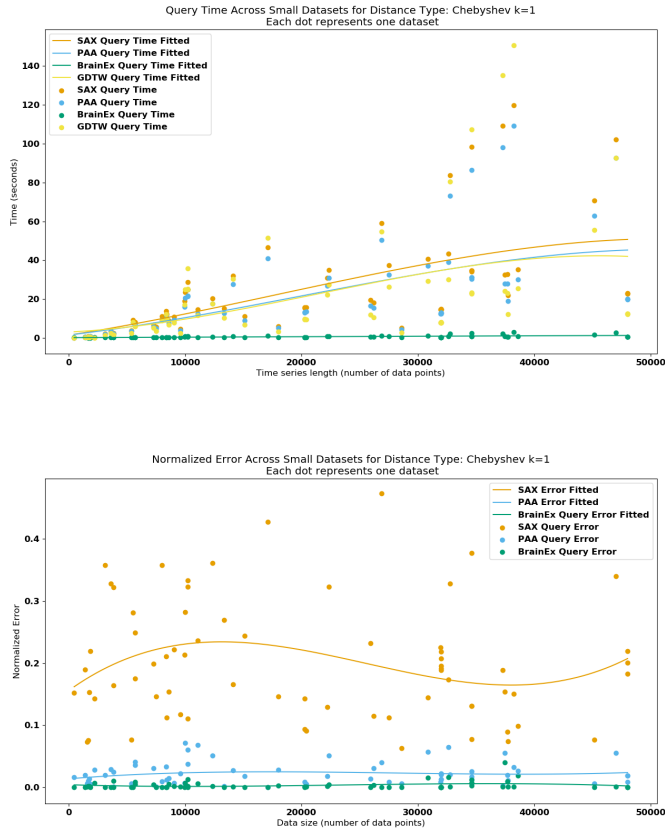 Query Time Across Small Datasets for Distance Type: Chebyshev k=1
Each dot represents one dataset
SAX Query Time Fitted
PAA Query Time Fitted
BrainEx Query Time Fitted
GDTW Query Time Fitted
SAX Query Time
PAA Query Time
BrainEx Query Time
GDTW Query Time
Time (seconds)
140
120
100
80
60
40
20
0
0
10000
20000
30000
40000
50000
Time series length (number of data points)
Normalized Error Across Small Datasets for Distance Type: Chebyshev k=1
Each dot represents one dataset
SAX Error Fitted
PAA Error Fitted
BrainEx Query Error Fitted
SAX Query Error
PAA Query Error
BrainEx Query Error
Normalized Error
0.4
0.3
0.2
0.1
0.0
0
10000
20000
30000
40000
50000
Data size (number of data points)